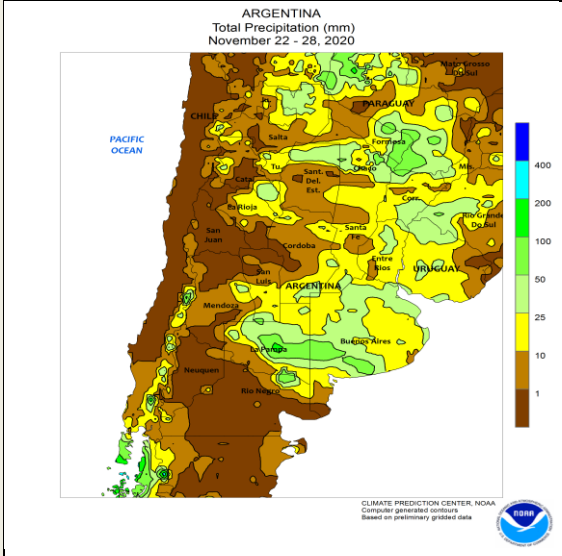 ARGENTINA
Total Precipitation (mm)
November 22 - 28, 2020
Mato Grosso
Do Sul
PARAGUAY
CHILE
PACIFIC
OCEAN
Salta
Formosa
Tu.
Chaco
Mis.
Sant.
Del.
Est.
Cata.
La Rioja
Corr.
Rio Grande
Do Sul
San
Juan
Santa
Fe
Cordoba
Entre
Rios
URUGUAY
San
Luis
ARGENTINA
Mendoza
Buenos Aires
La Pampa
Neuquen
Rio Negro
400
200
100
50
25
10
1
CLIMATE PREDICTION CENTER, NOAA
Computer generated contours
Based on preliminary gridded data
NOAA